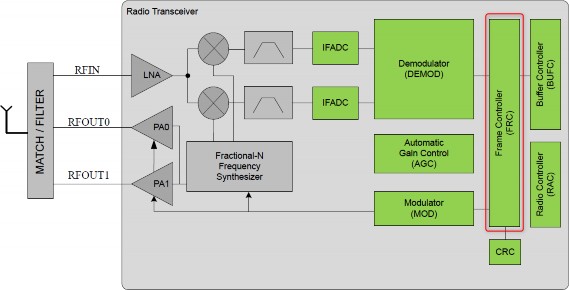 Radio Transceiver
RFIN
LNA
IFADC
IFADC
Demodulator
(DEMOD)
Frame Controller
(FRC)
Buffer Controller
(BUFC)
MATCH / FILTER
RFOUT0
PA0
Fractional-N
Frequency
Synthesizer
Automatic
Gain Control
(AGC)
Radio Controller
(RAC)
RFOUT1
PA1
Modulator
(MOD)
CRC